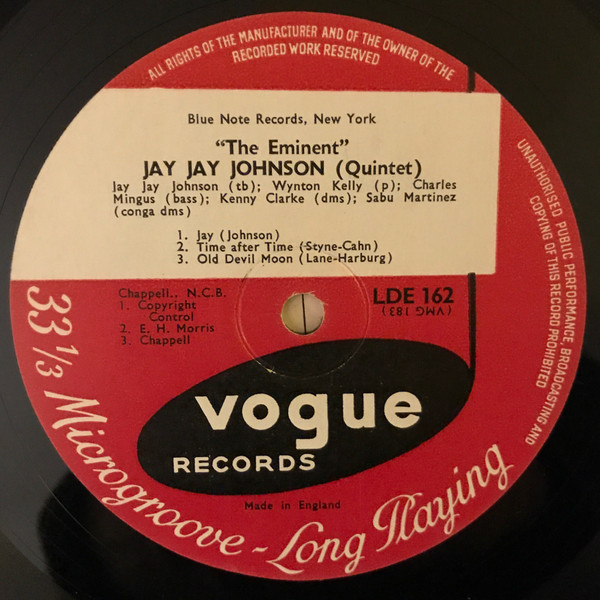 ALL RIGHTS OF THE MANUFACTURER AND OF THE OWNER OF THE
RECORDED WORK RESERVED
Blue Note Records, New York
"The Eminent"
JAY JAY JOHNSON (Quintet)
Jay Jay Johnson (tb); Wynton Kelly (p); Charles
Mingus (bass); Kenny Clarke (dms); Sabu Martinez
(conga dms)
1. Jay (Johnson)
2. Time after Time (Styne-Cahn)
3. Old Devil Moon (Lane-Harburg)
Chappell.. N.C.B.
1. Copyright
Control
2. E. H. Morris
3. Chappell
LDE 162
(VMG 183)
UNAUTHORISED PUBLIC PERFORMANCE, BROADCASTING AND
COPYING OF THIS RECORD PROHIBITED
vogue
RECORDS
Made in England
33 1/3 Microgroove - Long Playing